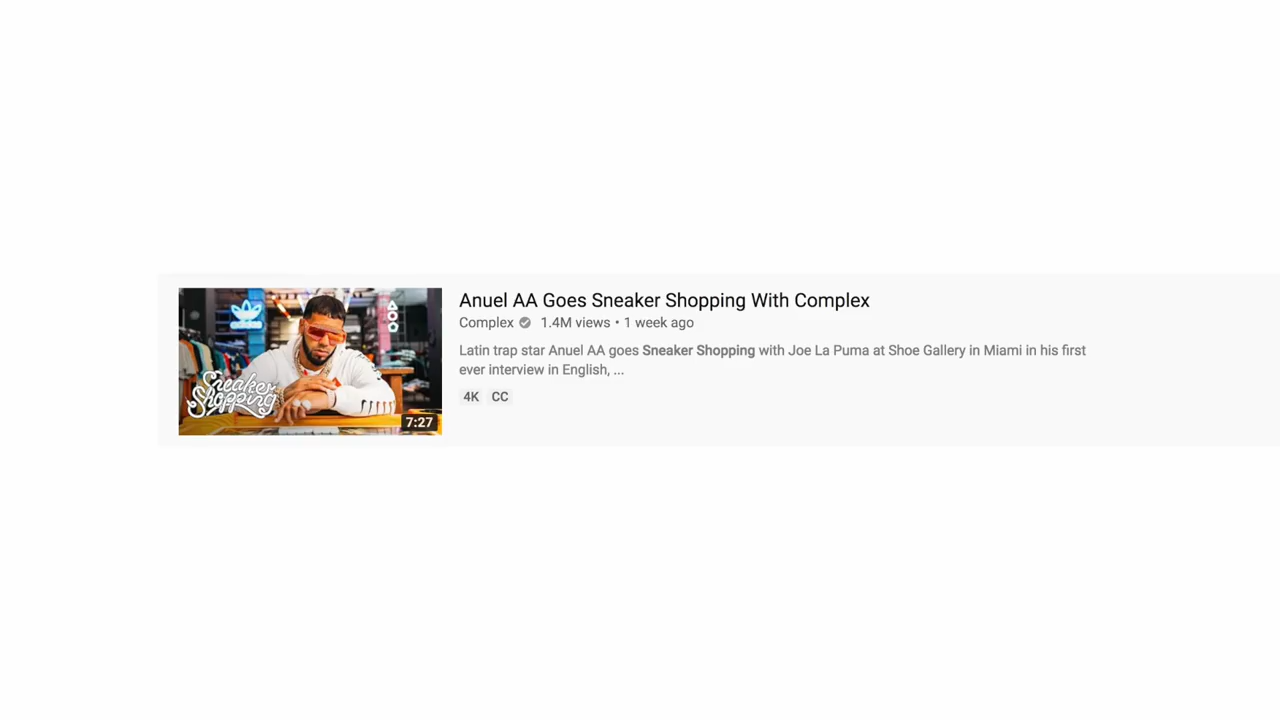 Anuel AA Goes Sneaker Shopping With Complex
Complex 1.4M views • 1 week ago
Latin trap star Anuel AA goes Sneaker Shopping with Joe La Puma at Shoe Gallery in Miami in his first
ever interview in English, ...
4K CC
Sneaker
Shopping
7:27